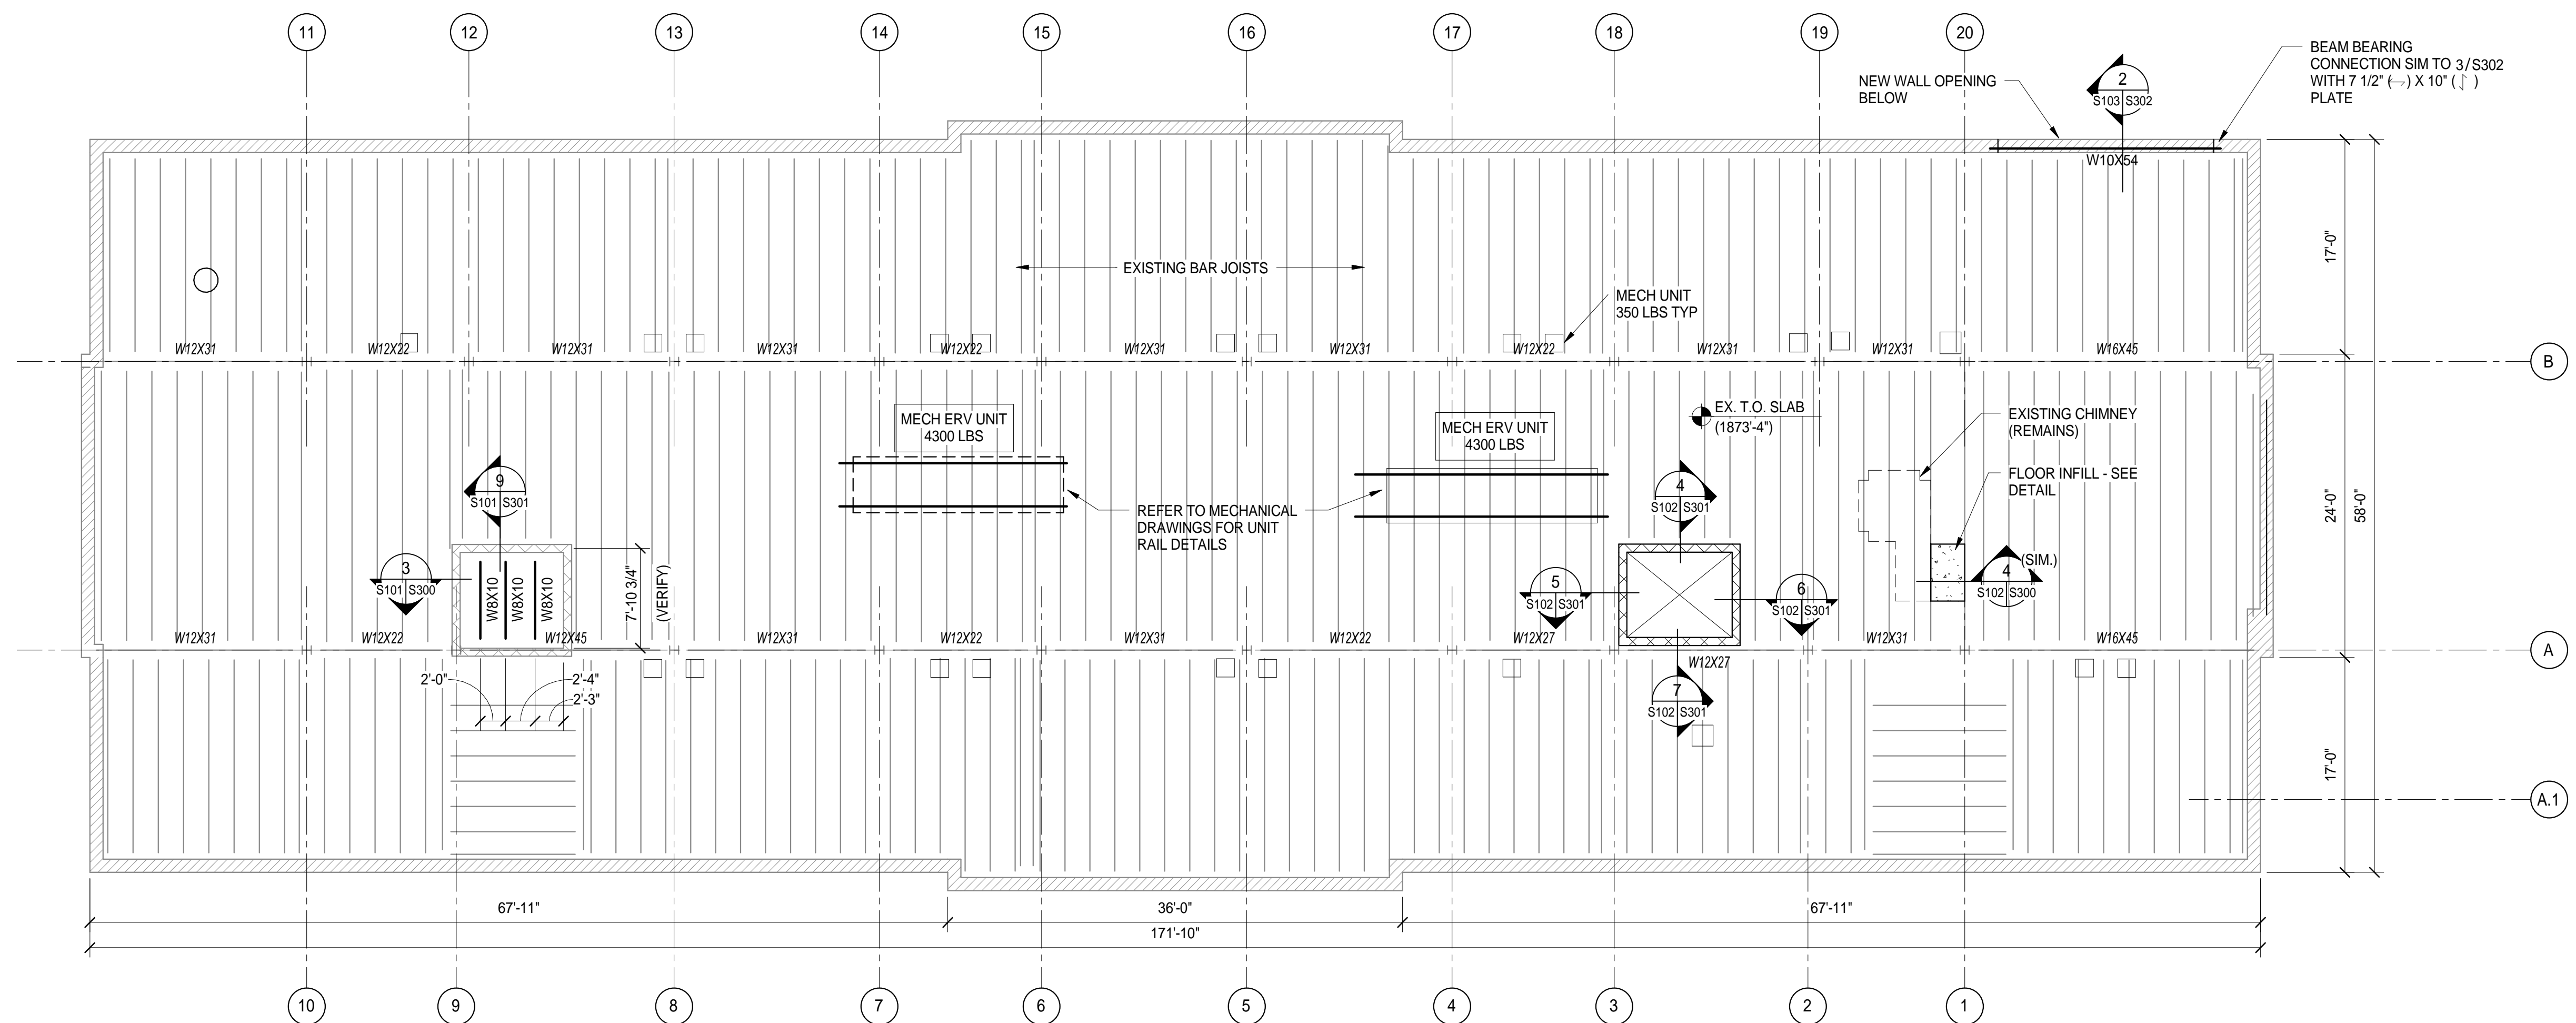 11
12
13
14
15
16
17
18
19
20
BEAM BEARING
CONNECTION SIM TO 3/S302
WITH 7 1/2" (↔) X 10" (↕)
PLATE
NEW WALL OPENING
BELOW
2
S103 S302
W10X54
17'-0"
EXISTING BAR JOISTS
MECH UNIT
350 LBS TYP
W12X31
W12X22
W12X31
W12X31
W12X22
W12X31
W12X31
W12X22
W12X31
W12X31
W16X45
B
MECH ERV UNIT
4300 LBS
MECH ERV UNIT
4300 LBS
EX. T.O. SLAB
(1873'-4")
EXISTING CHIMNEY
(REMAINS)
FLOOR INFILL - SEE
DETAIL
9
S101 S301
4
S102 S301
REFER TO MECHANICAL
DRAWINGS FOR UNIT
RAIL DETAILS
24'-0"
58'-0"
3
S101 S300
W8X10
W8X10
W8X10
7'-10 3/4"
(VERIFY)
5
S102 S301
6
S102 S301
4
(SIM.)
S102 S300
W12X31
W12X22
W12X45
W12X31
W12X22
W12X31
W12X22
W12X27
W12X27
W12X31
W16X45
A
2'-0"
2'-4"
2'-3"
7
S102 S301
17'-0"
A.1
67'-11"
36'-0"
67'-11"
171'-10"
10
9
8
7
6
5
4
3
2
1